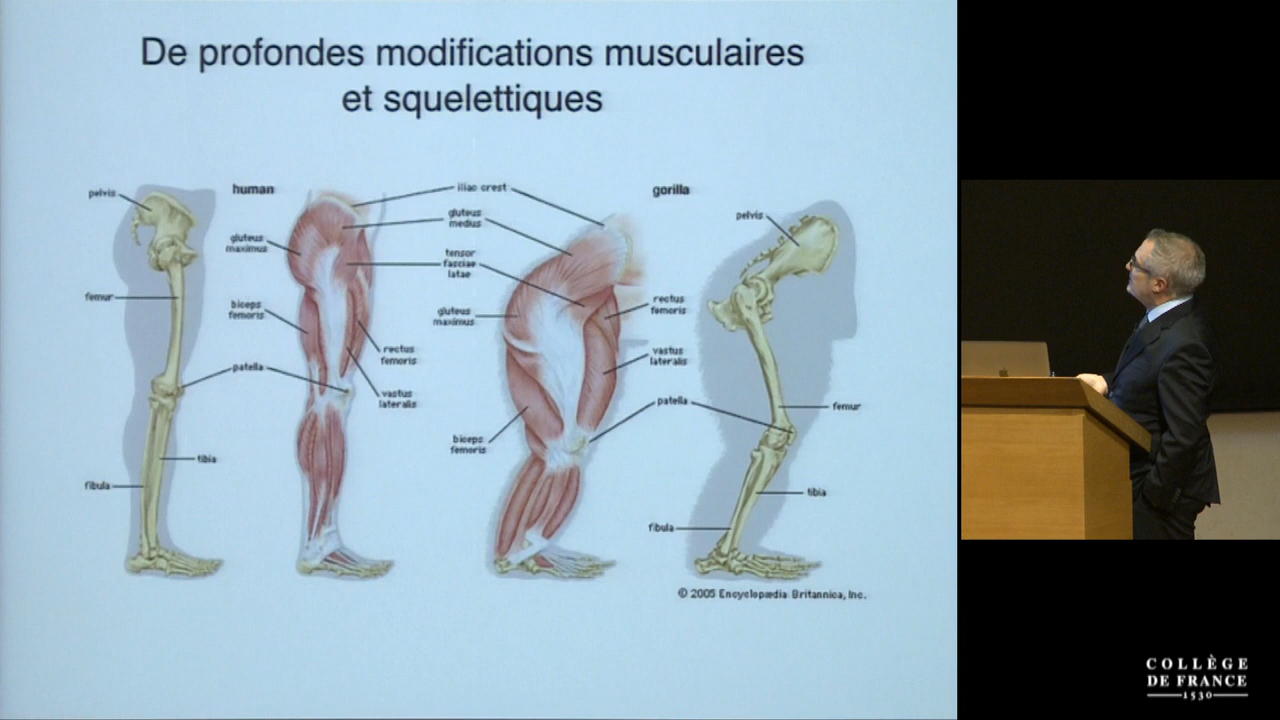 De profondes modifications musculaires
et squelettiques
pelvis
human
iliac crest
gorilla
gluteus
medius
pelvis
gluteus
maximus
tensor
fasciae
latae
femur
biceps
femoris
gluteus
maximus
rectus
femoris
rectus
femoris
vastus
lateralis
patella
vastus
lateralis
patella
femur
biceps
femoris
tibia
fibula
tibia
fibula
© 2005 Encyclopædia Britannica, Inc.
COLLÈGE
DE FRANCE
1530